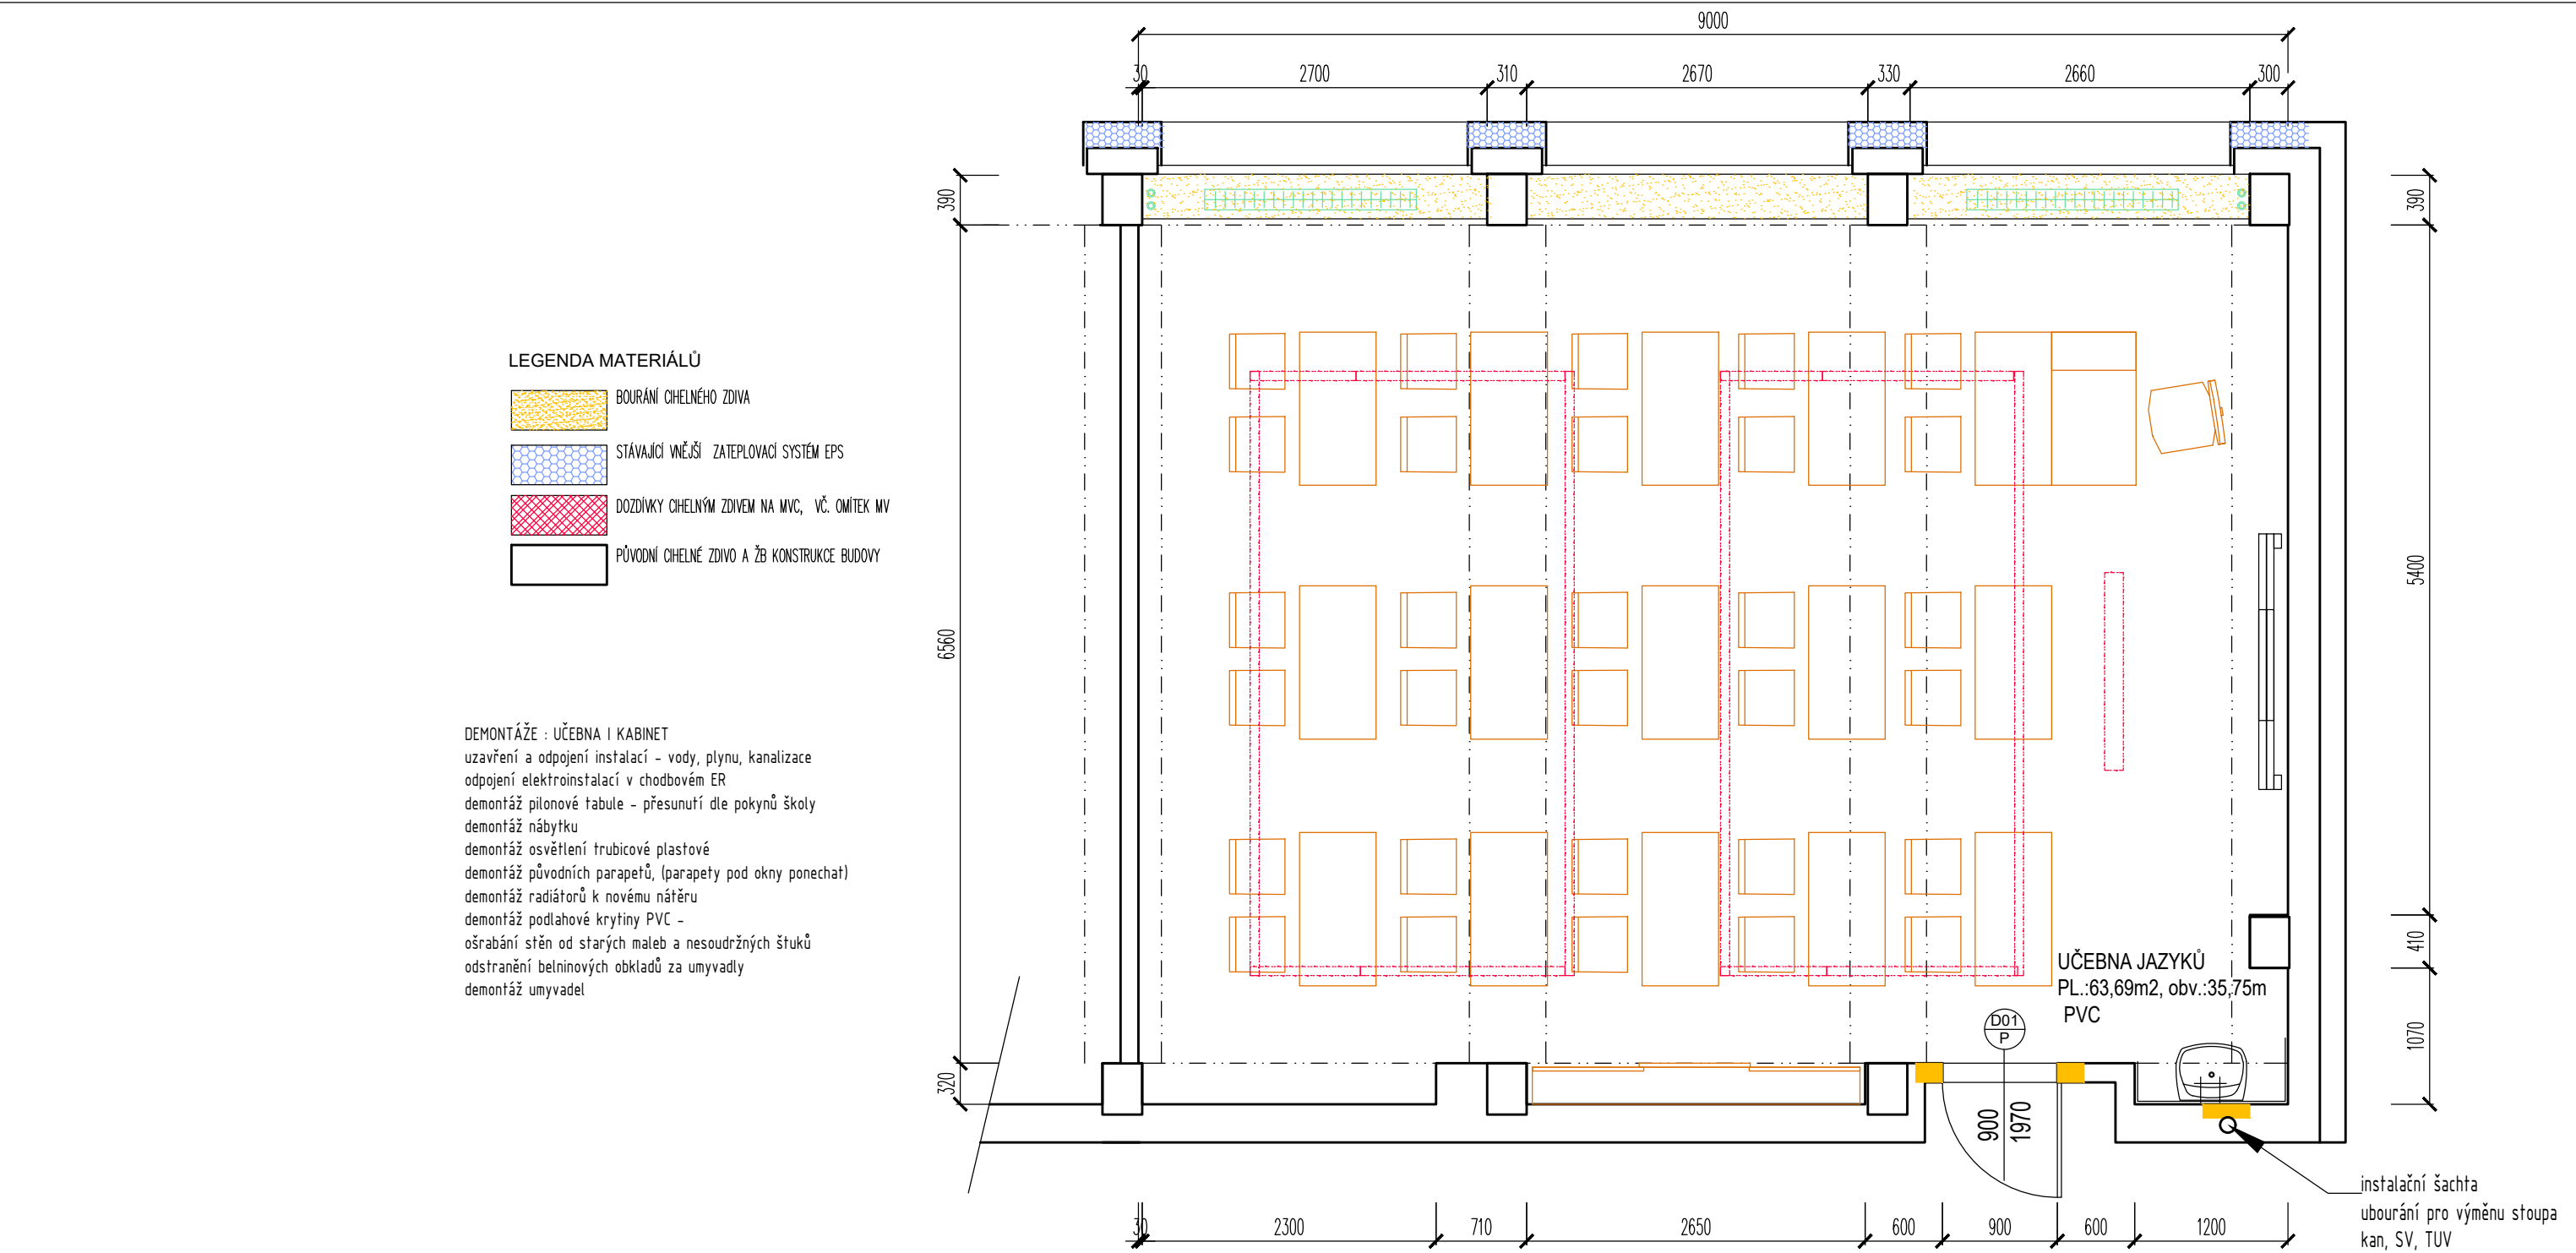 9000
30 2700 310 2670 330 2660 300
390
390
LEGENDA MATERIÁLŮ
BOURÁNÍ CIHELNÉHO ZDIVA
STÁVAJÍCÍ VNĚJŠÍ ZATEPLOVACÍ SYSTÉM EPS
DOZDÍVKY CIHELNÝM ZDIVEM NA MVC, VČ. OMÍTEK MV
PŮVODNÍ CIHELNÉ ZDIVO A ŽB KONSTRUKCE BUDOVY
5400
6560
DEMONTÁŽE : UČEBNA I KABINET
uzavření a odpojení instalací - vody, plynu, kanalizace
odpojení elektroinstalací v chodbovém ER
demontáž pilonové tabule - přesunutí dle pokynů školy
demontáž nábytku
demontáž osvětlení trubicové plastové
demontáž původních parapetů, (parapety pod okny ponechat)
demontáž radiátorů k novému nátěru
demontáž podlahové krytiny PVC -
ošrabání stěn od starých maleb a nesoudržných štuků
odstranění belninových obkladů za umyvadly
demontáž umyvadel
410
UČEBNA JAZYKŮ
PL.:63,69m2, obv.:35,75m
PVC
D01
P
1070
320
900
1970
instalační šachta
ubourání pro výměnu stoupa
kan, SV, TUV
30 2300 710 2650 600 900 600 1200